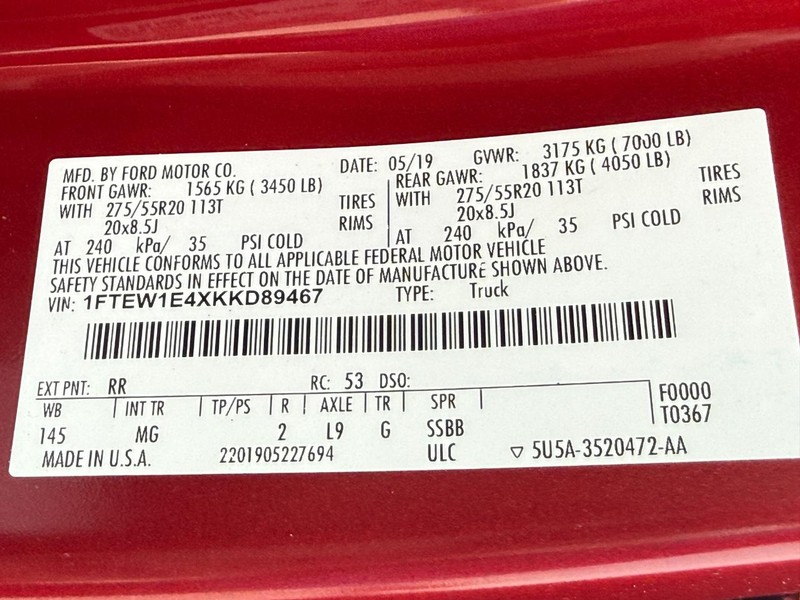 MFD. BY FORD MOTOR CO. DATE: 05/19 GVWR: 3175 KG ( 7000 LB)
FRONT GAWR: 1565 KG ( 3450 LB) REAR GAWR: 1837 KG ( 4050 LB)
WITH 275/55R20 113T TIRES WITH 275/55R20 113T TIRES
20x8.5J RIMS 20x8.5J RIMS
AT 240 kPa/ 35 PSI COLD AT 240 kPa/ 35 PSI COLD
THIS VEHICLE CONFORMS TO ALL APPLICABLE FEDERAL MOTOR VEHICLE
SAFETY STANDARDS IN EFFECT ON THE DATE OF MANUFACTURE SHOWN ABOVE.
VIN: 1FTEW1E4XKKD89467 TYPE: Truck
EXT PNT: RR RC: 53 DSO:
WB INT TR TP/PS R AXLE TR SPR F0000
145 MG 2 L9 G SSBB T0367
MADE IN U.S.A. 2201905227694 ULC ▽ 5U5A-3520472-AA